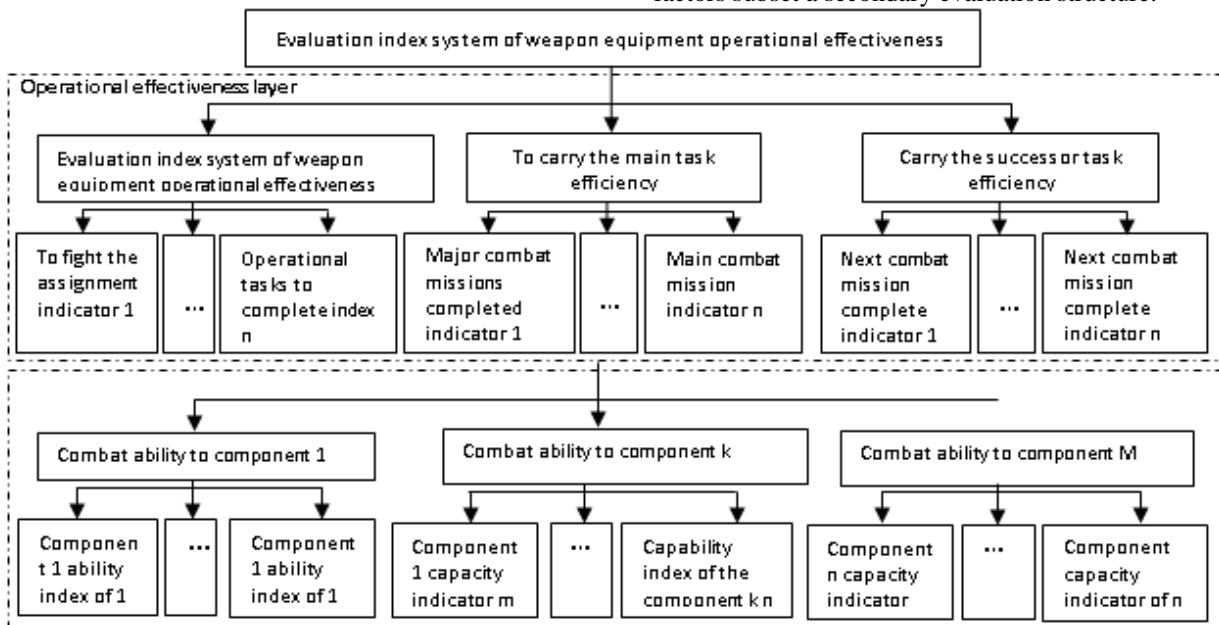 factors subset a secondary evaluation structure.
Evaluation index system of weapon equipment operational effectiveness
Operational effectiveness layer
Evaluation index system of weapon
equipment operational effectiveness
To carry the main task
efficiency
Carry the successor task
efficiency
To fight the
assignment
indicator 1
...
Operational
tasks to
complete index
n
Major combat
missions
completed
indicator 1
...
Main combat
mission
indicator n
Next combat
mission
complete
indicator 1
...
Next combat
mission
complete
indicator n
Combat ability to component 1
Combat ability to component k
Combat ability to component M
Componen
t 1 ability
index of 1
...
Component
1 ability
index of 1
Component
1 capacity
indicator m
...
Capability
index of the
component k n
Component
n capacity
indicator
...
Component
capacity
indicator of n